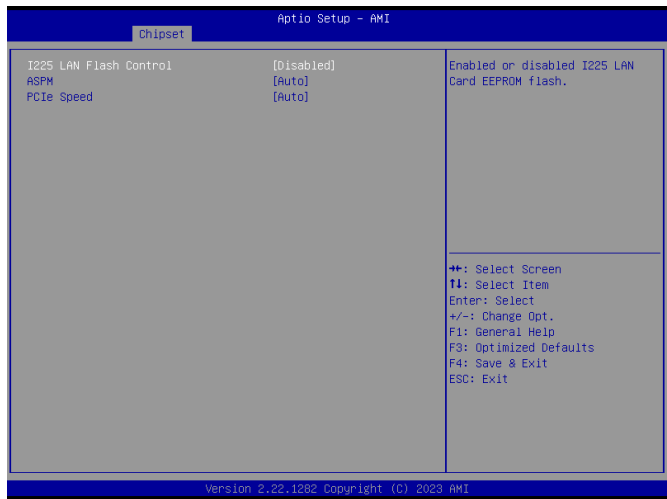 Aptio Setup – AMI
Chipset
I225 LAN Flash Control [Disabled]
ASPM [Auto]
PCIe Speed [Auto]
Enabled or disabled I225 LAN
Card EEPROM flash.
→←: Select Screen
↑↓: Select Item
Enter: Select
+/-: Change Opt.
F1: General Help
F3: Optimized Defaults
F4: Save & Exit
ESC: Exit
Version 2.22.1282 Copyright (C) 2023 AMI